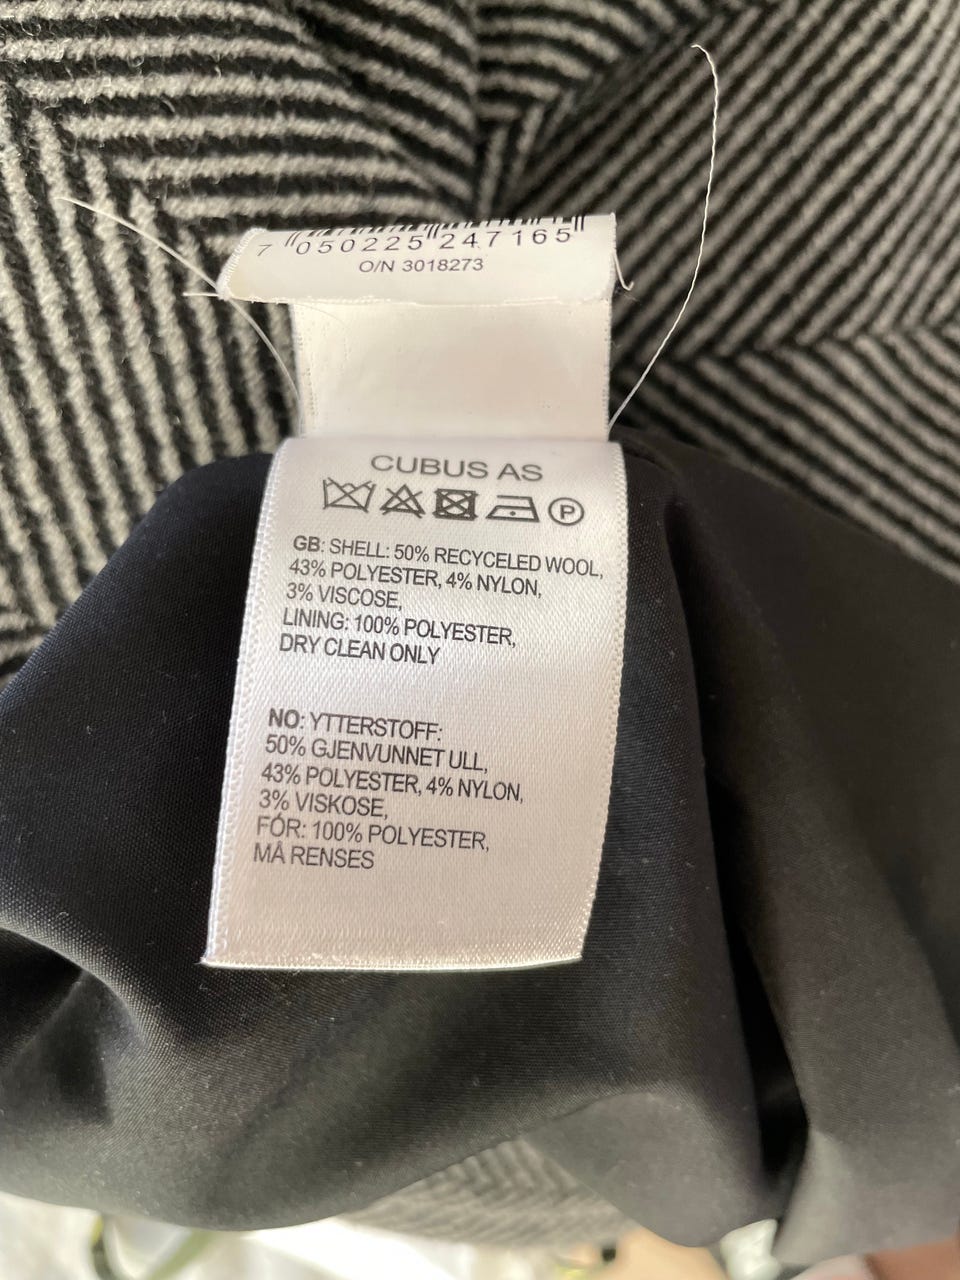 7 050225 247165
O/N 3018273
CUBUS AS
P
GB: SHELL: 50% RECYCLED WOOL,
43% POLYESTER, 4% NYLON,
3% VISCOSE,
LINING: 100% POLYESTER,
DRY CLEAN ONLY
NO: YTTERSTOFF:
50% GJENVUNNET ULL,
43% POLYESTER, 4% NYLON,
3% VISKOSE,
FÓR: 100% POLYESTER,
MÅ RENSES